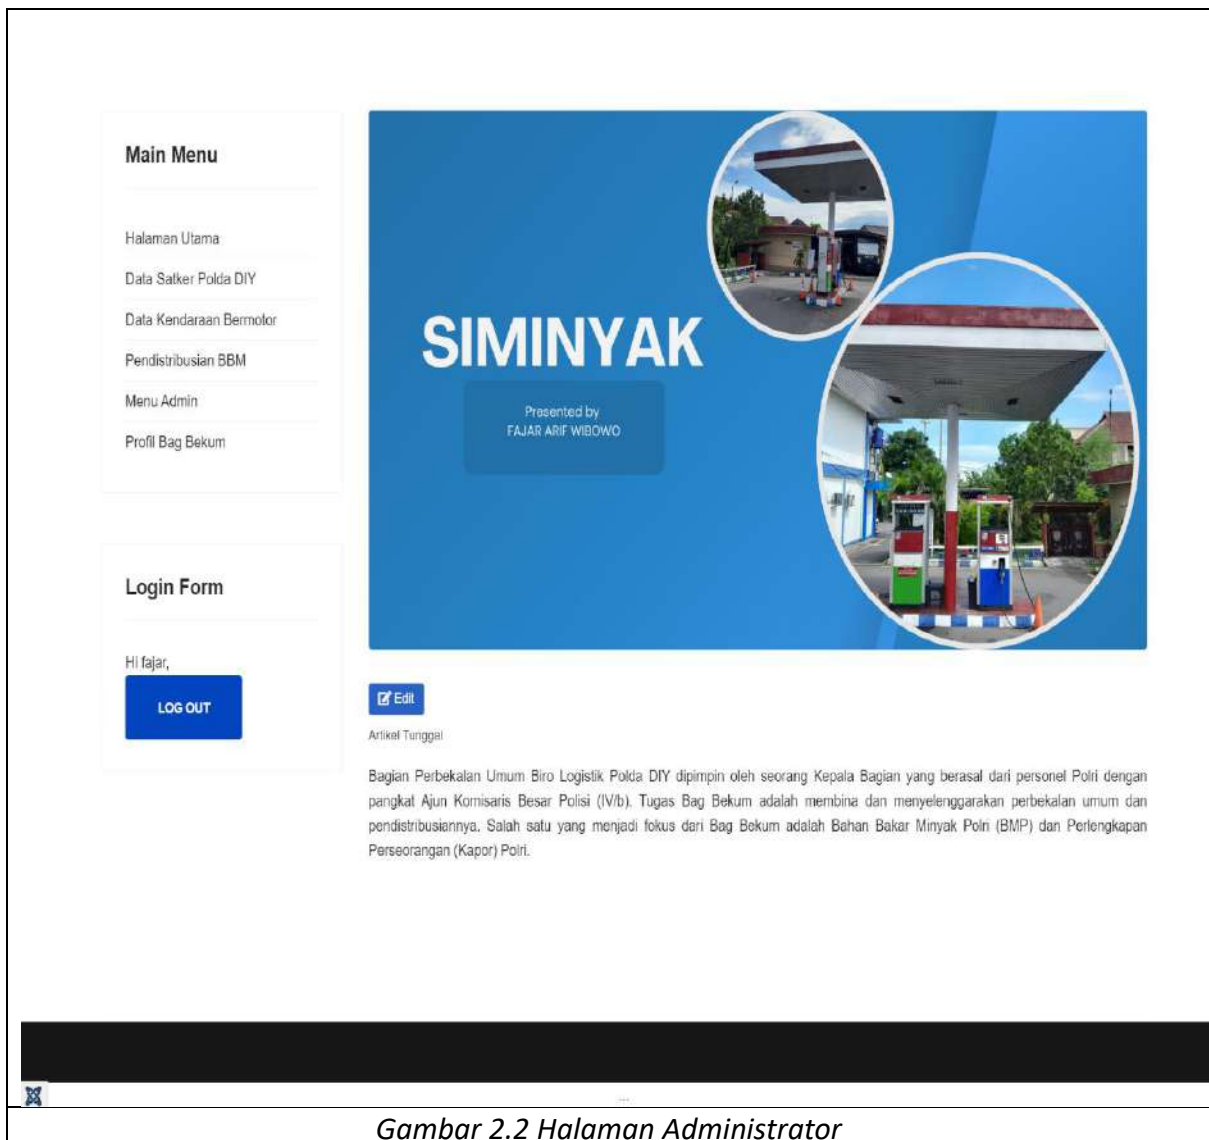 Main Menu
Halaman Utama
Data Satker Polda DIY
Data Kendaraan Bermotor
Pendistribusian BBM
Menu Admin
Profil Bag Bekum
Login Form
Hi fajar,
LOG OUT
SIMINYAK
Presented by
FAJAR ARIF WIBOWO
Edit
Artikel Tunggal
Bagian Perbekalan Umum Biro Logistik Polda DIY dipimpin oleh seorang Kepala Bagian yang berasal dari personel Polri dengan
pangkat Ajun Komisaris Besar Polisi (IV/b). Tugas Bag Bekum adalah membina dan menyelenggarakan perbekalan umum dan
pendistribusiannya. Salah satu yang menjadi fokus dari Bag Bekum adalah Bahan Bakar Minyak Polri (BMP) dan Perlengkapan
Perseorangan (Kapor) Polri.
...
Gambar 2.2 Halaman Administrator